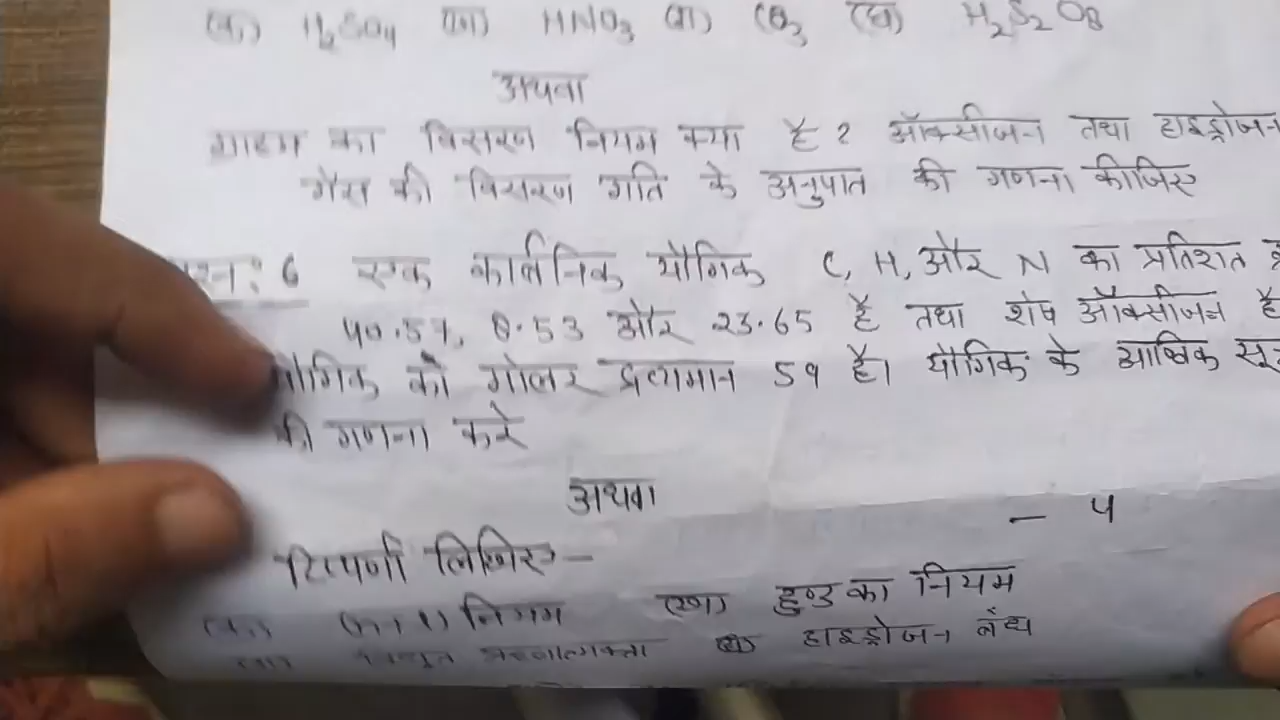 (क) H₂SO₄ (ख) HNO₃ (ग) (घ) H₂S₂O₈
अथवा
ग्राहम का विसरण नियम क्या है ? ऑक्सीजन तथा हाइड्रोजन
गैस की विसरण गति के अनुपात की गणना कीजिए
: 6 एक कार्बनिक यौगिक C, H, और N का प्रतिशत
40.57, 8.53 और 23.65 है तथा शेष ऑक्सीजन है
यौगिक का मोलर द्रव्यमान 59 है। यौगिक के आण्विक
की गणना करे
अथवा
— 4
टिप्पणी लिखिए —
(क) (n+l) नियम (ख) हुण्ड का नियम
(घ) हाइड्रोजन बंध